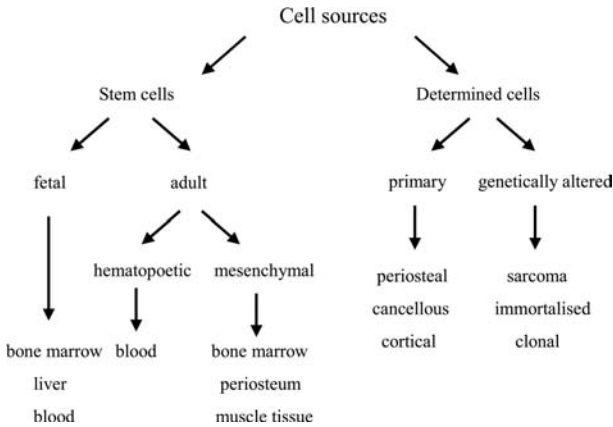 Cell sources
Stem cells
Determined cells
fetal
adult
primary
genetically altered
hematopoetic
mesenchymal
periosteal
cancellous
cortical
sarcoma
immortalised
clonal
bone marrow
liver
blood
blood
bone marrow
periosteum
muscle tissue